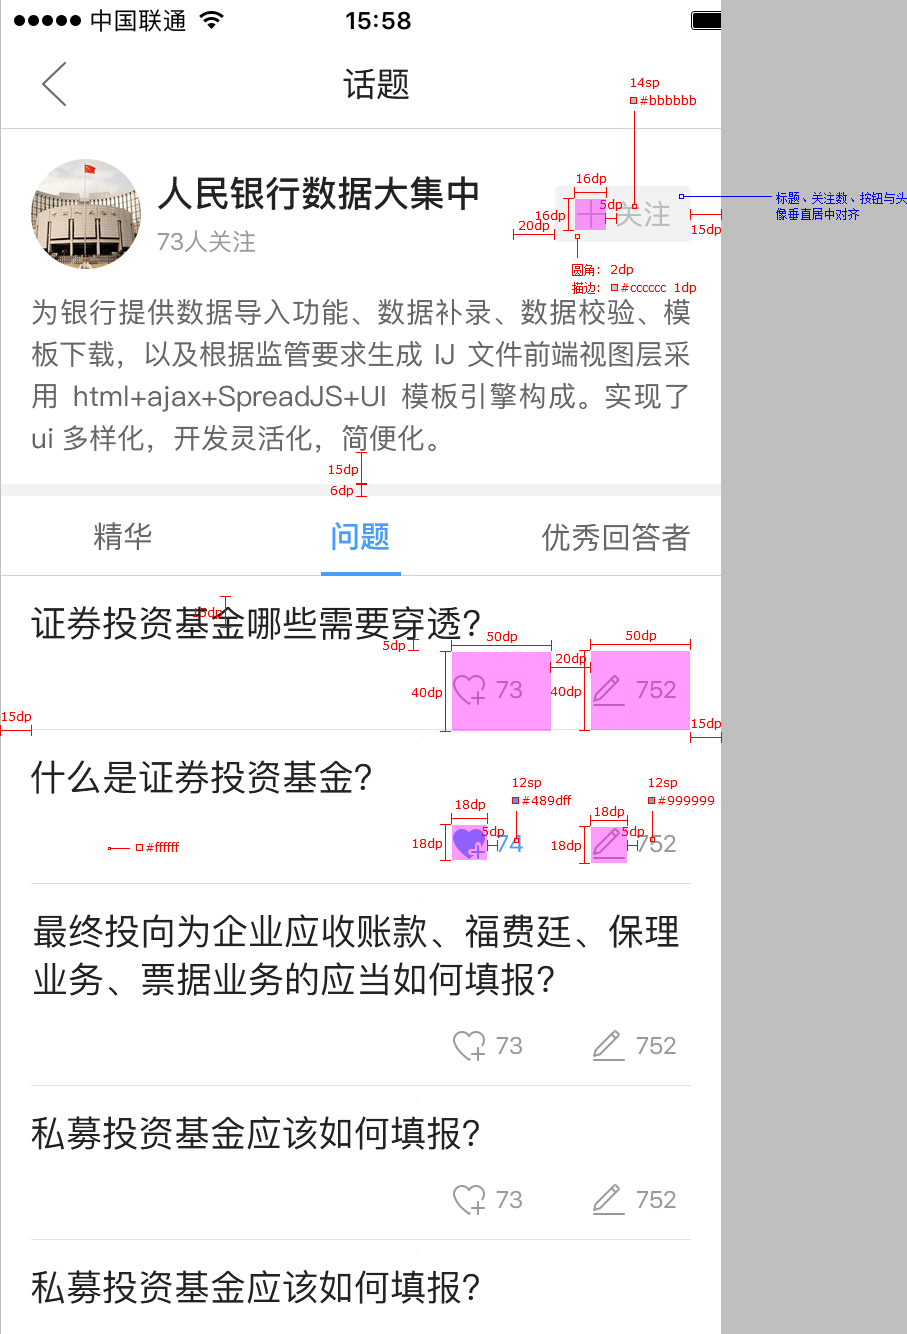 中国联通
15:58
话题
14sp
#bbbbbb
人民银行数据大集中
73人关注
16dp
16dp
5dp
20dp
关注
15dp
标题、关注数、按钮与头
像垂直居中对齐
圆角: 2dp
描边: #cccccc 1dp
为银行提供数据导入功能、数据补录、数据校验、模
板下载，以及根据监管要求生成 IJ 文件前端视图层采
用 html+ajax+SpreadJS+UI 模板引擎构成。实现了
ui 多样化，开发灵活化，简便化。
15dp
6dp
精华
问题
优秀回答者
15dp
证券投资基金哪些需要穿透?
5dp
50dp
20dp
50dp
40dp
73
40dp
752
15dp
15dp
什么是证券投资基金?
12sp
#489dff
12sp
#999999
18dp
18dp
18dp
5dp
74
18dp
5dp
752
#ffffff
最终投向为企业应收账款、福费廷、保理
业务、票据业务的应当如何填报?
73
752
私募投资基金应该如何填报?
73
752
私募投资基金应该如何填报?